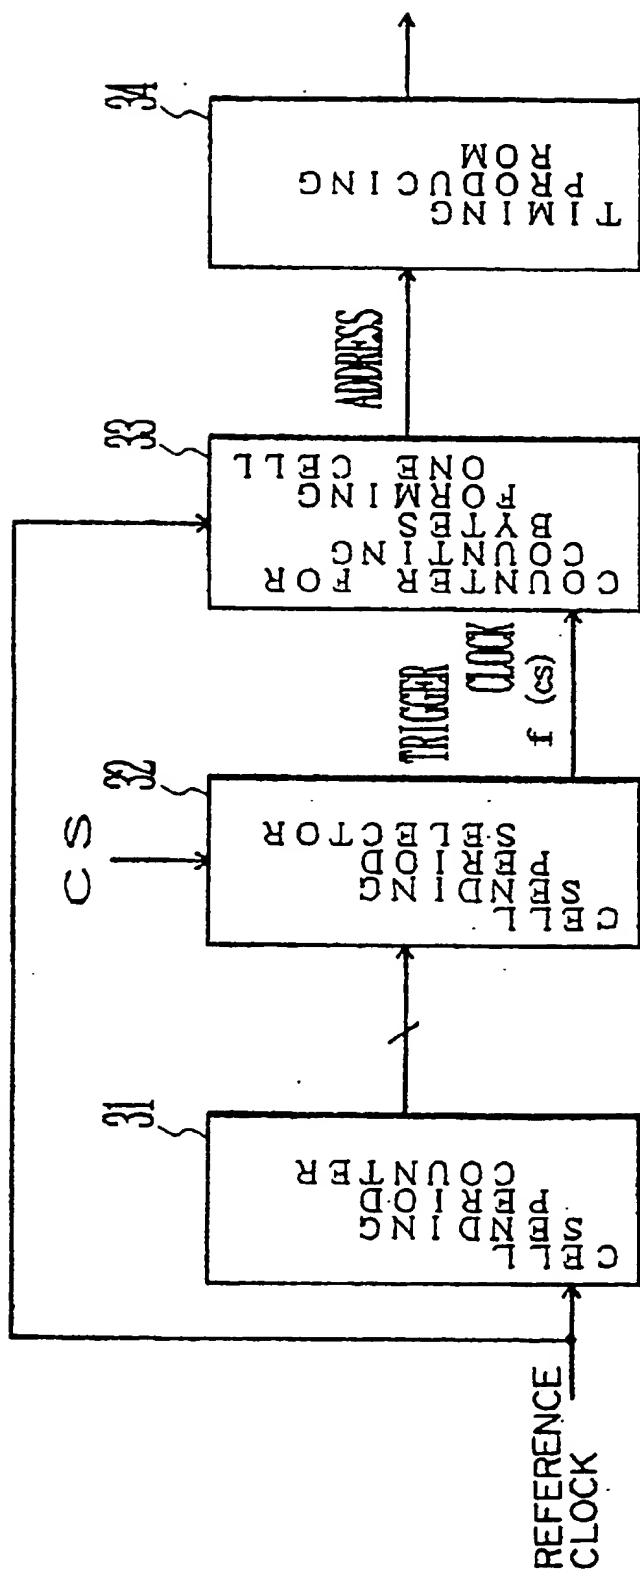 REFERENCE
CLOCK
31
CELL
SENDING
PERIOD
COUNTER
CS
32
CELL
SENDING
PERIOD
SELECTOR
TRIGGER
CLOCK
f (cs)
33
COUNTER FOR
COUNTING
BYTES
FORMING
ONE CELL
ADDRESS
34
TIMING
PRODUCING
ROM